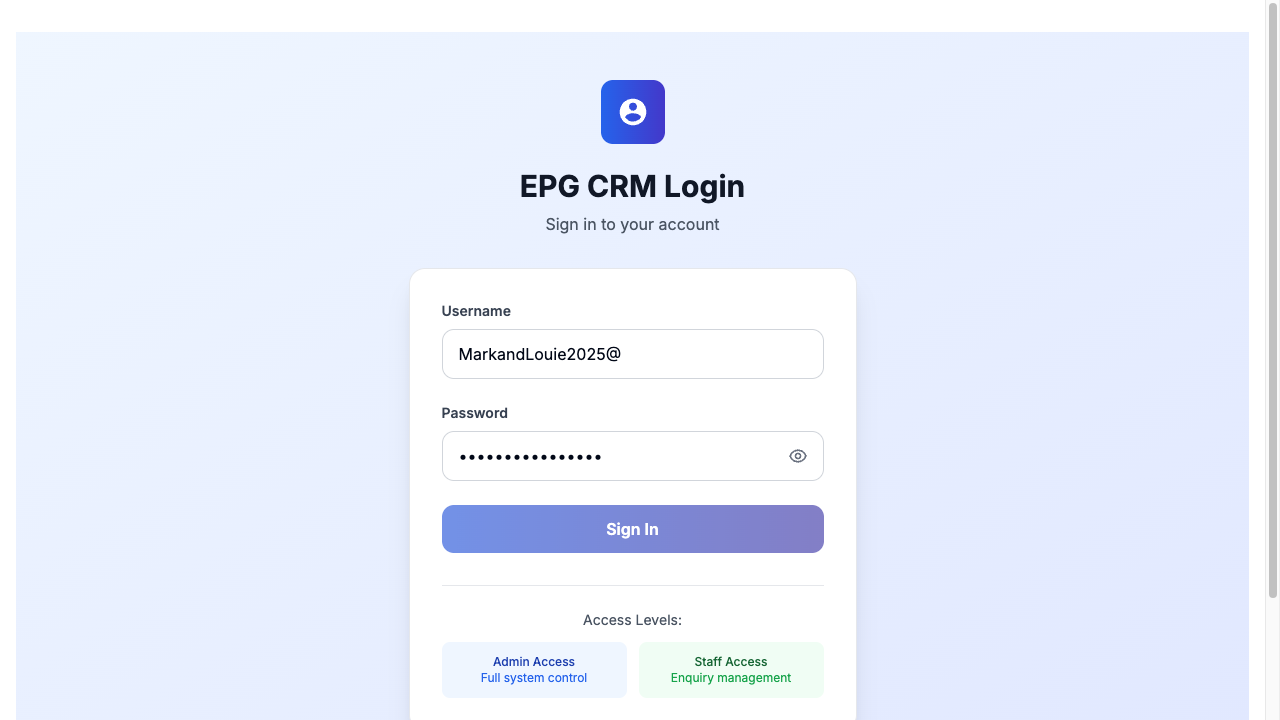 EPG CRM Login
Sign in to your account
Username
MarkandLouie2025@
Password
••••••••••••••••
Sign In
Access Levels:
Admin Access
Full system control
Staff Access
Enquiry management